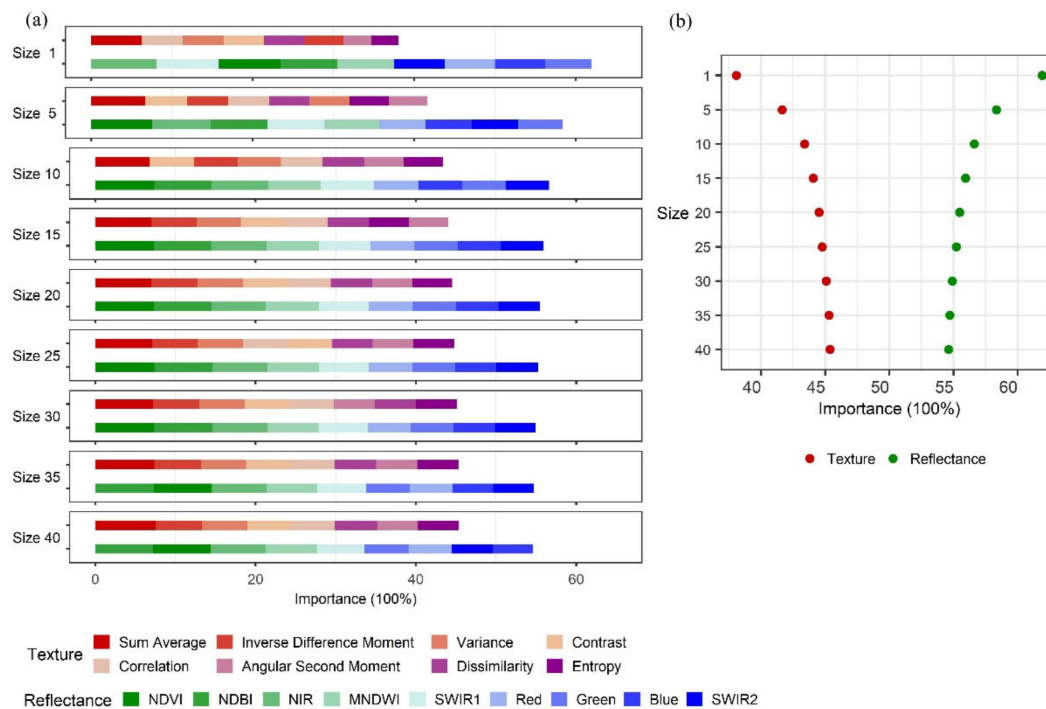 (a)
Size 1
Size 5
Size 10
Size 15
Size 20
Size 25
Size 30
Size 35
Size 40
0 20 40 60
Importance (100%)
Texture
Sum Average Inverse Difference Moment Variance Contrast
Correlation Angular Second Moment Dissimilarity Entropy
Reflectance NDVI NDBI NIR MNDWI SWIR1 Red Green Blue SWIR2
(b)
1
5
10
15
Size 20
25
30
35
40
40 45 50 55 60
Importance (100%)
Texture Reflectance